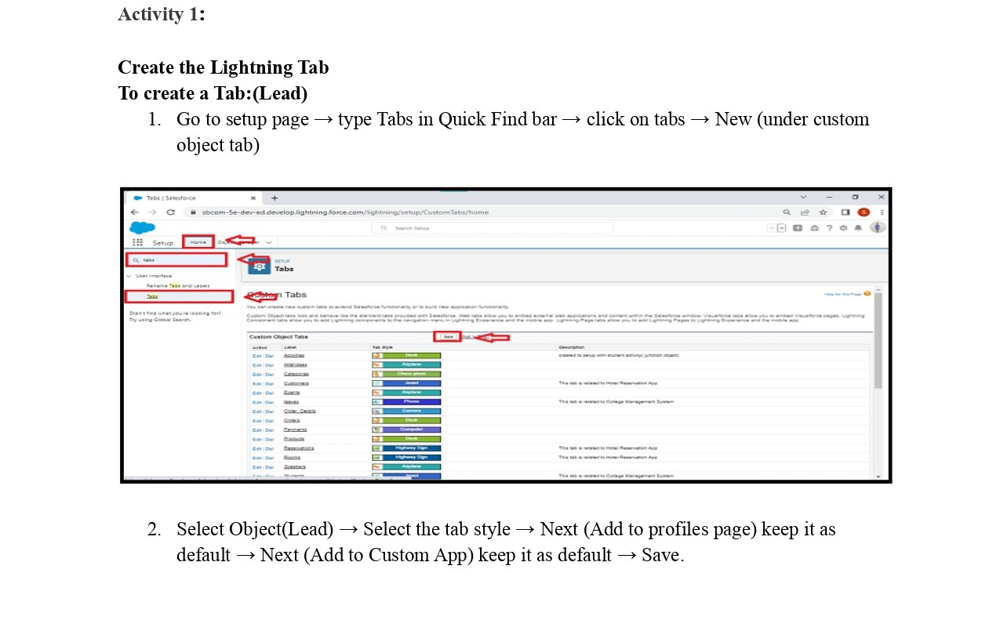 Activity 1:
Create the Lightning Tab
To create a Tab:(Lead)
1. Go to setup page → type Tabs in Quick Find bar → click on tabs → New (under custom
object tab)
Tabs | Salesforce
sbcom-5e-dev-ed.develop.lightning.force.com/lightning/setup/CustomTabs/home
Search Setup
Setup Home
tabs
User Interface
Rename Tabs and Labels
Tabs
Didn't find what you're looking for?
Try using Global Search.
SETUP
Tabs
Custom Tabs
Help for this Page
You can create new custom tabs to extend Salesforce functionality or to build new application functionality.
Custom Object tabs look and behave like the standard tabs provided with Salesforce. Web tabs allow you to embed external web applications and content within the Salesforce window. Visualforce tabs allow you to embed Visualforce pages. Lightning
Component tabs allow you to add Lightning components to the navigation menu in Lightning Experience and the mobile app. Lightning Page tabs allow you to add Lightning Pages to Lightning Experience and the mobile app.
Custom Object Tabs New
Action Label Tab Style Description
Edit | Del Activities Desk created to setup with student activity( junction object)
Edit | Del Attendees Airplane
Edit | Del Categories Chess piece
Edit | Del Customers Jewel This tab is related to Hotel Reservation App
Edit | Del Events Airplane
Edit | Del Phone This tab is related to College Management System
Edit | Del Order Details Camera
Edit | Del Orders Desk
Edit | Del Payments Computer
Edit | Del Products Desk
Edit | Del Reservations Highway Sign This tab is related to Hotel Reservation App
Edit | Del Rooms Highway Sign This tab is related to Hotel Reservation App
Edit | Del Speakers Airplane
Edit | Del Students Jewel This tab is related to College Management System
2. Select Object(Lead) → Select the tab style → Next (Add to profiles page) keep it as
default → Next (Add to Custom App) keep it as default → Save.